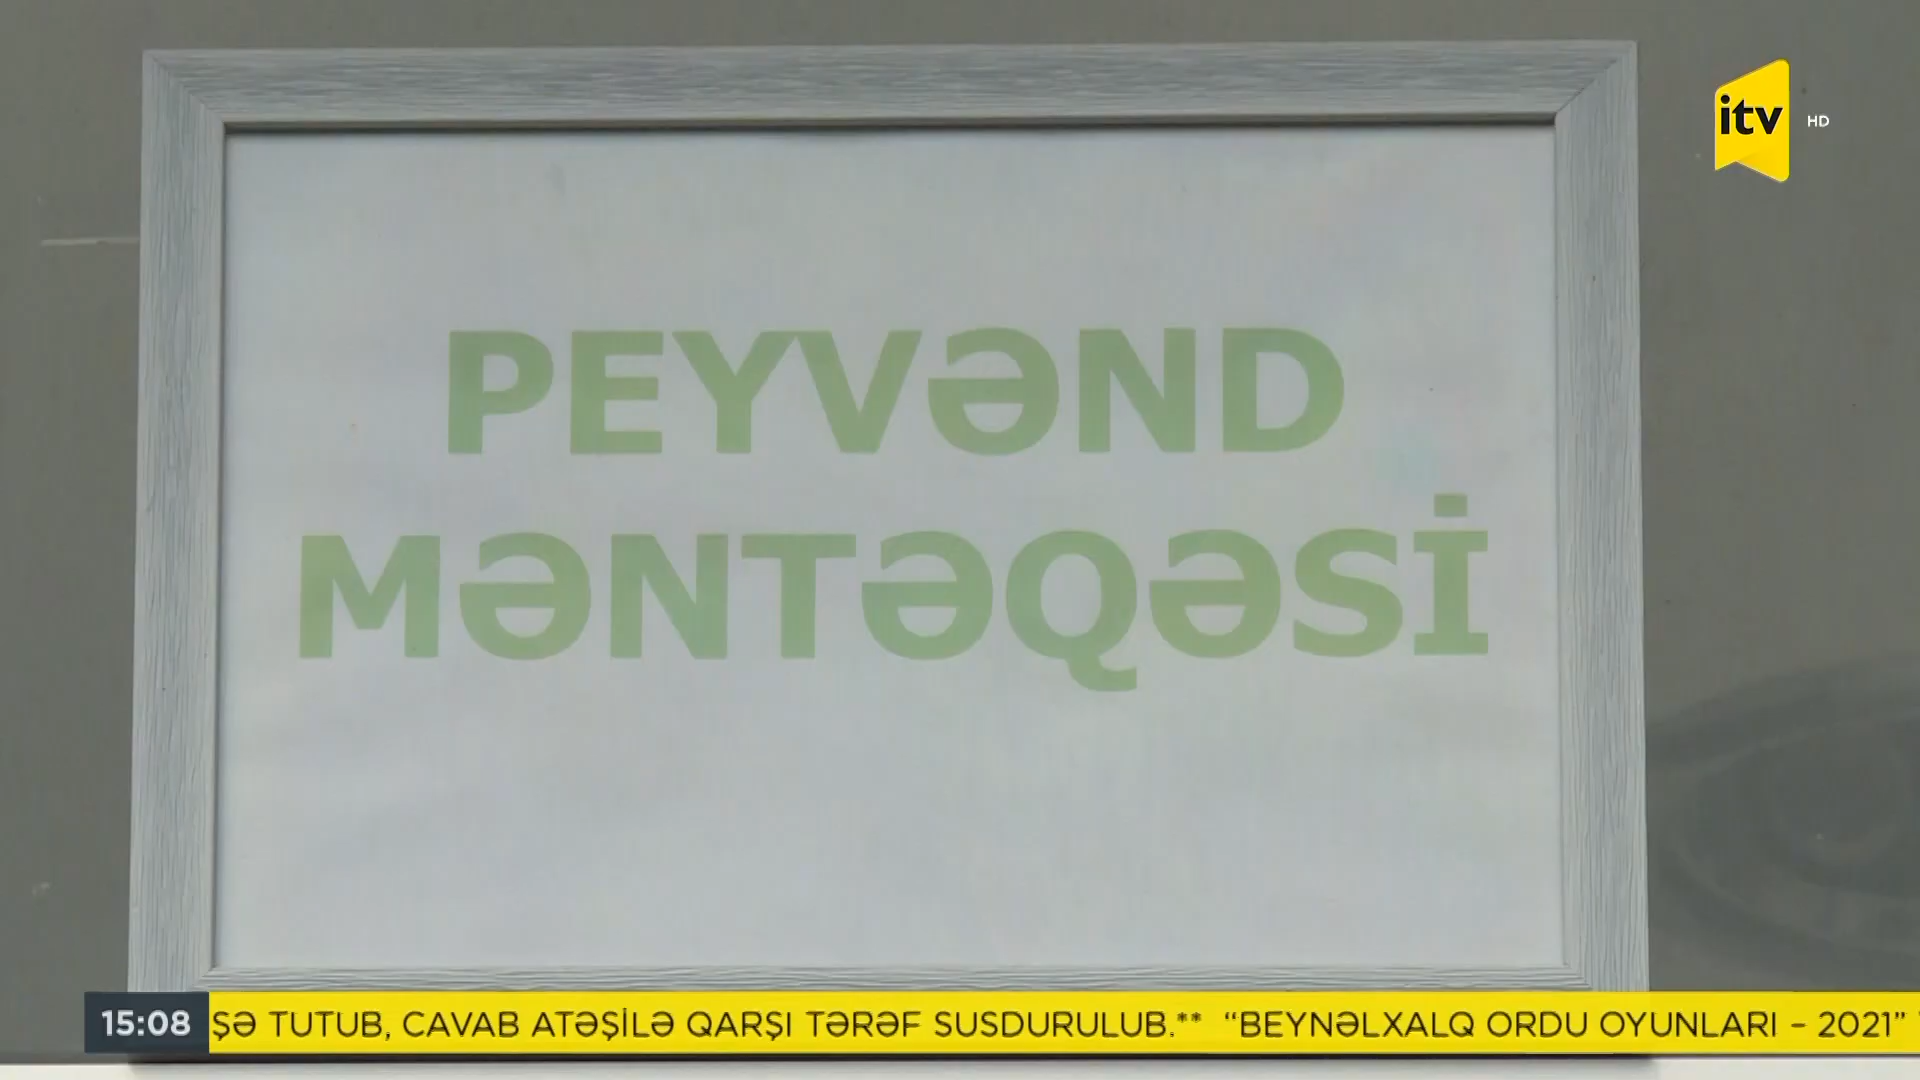 itv HD
PEYVƏND
MƏNTƏQƏSİ
15:08 ŞƏ TUTUB, CAVAB ATƏŞİLƏ QARŞI TƏRƏF SUSDURULUB.** “BEYNƏLXALQ ORDU OYUNLARI – 2021”